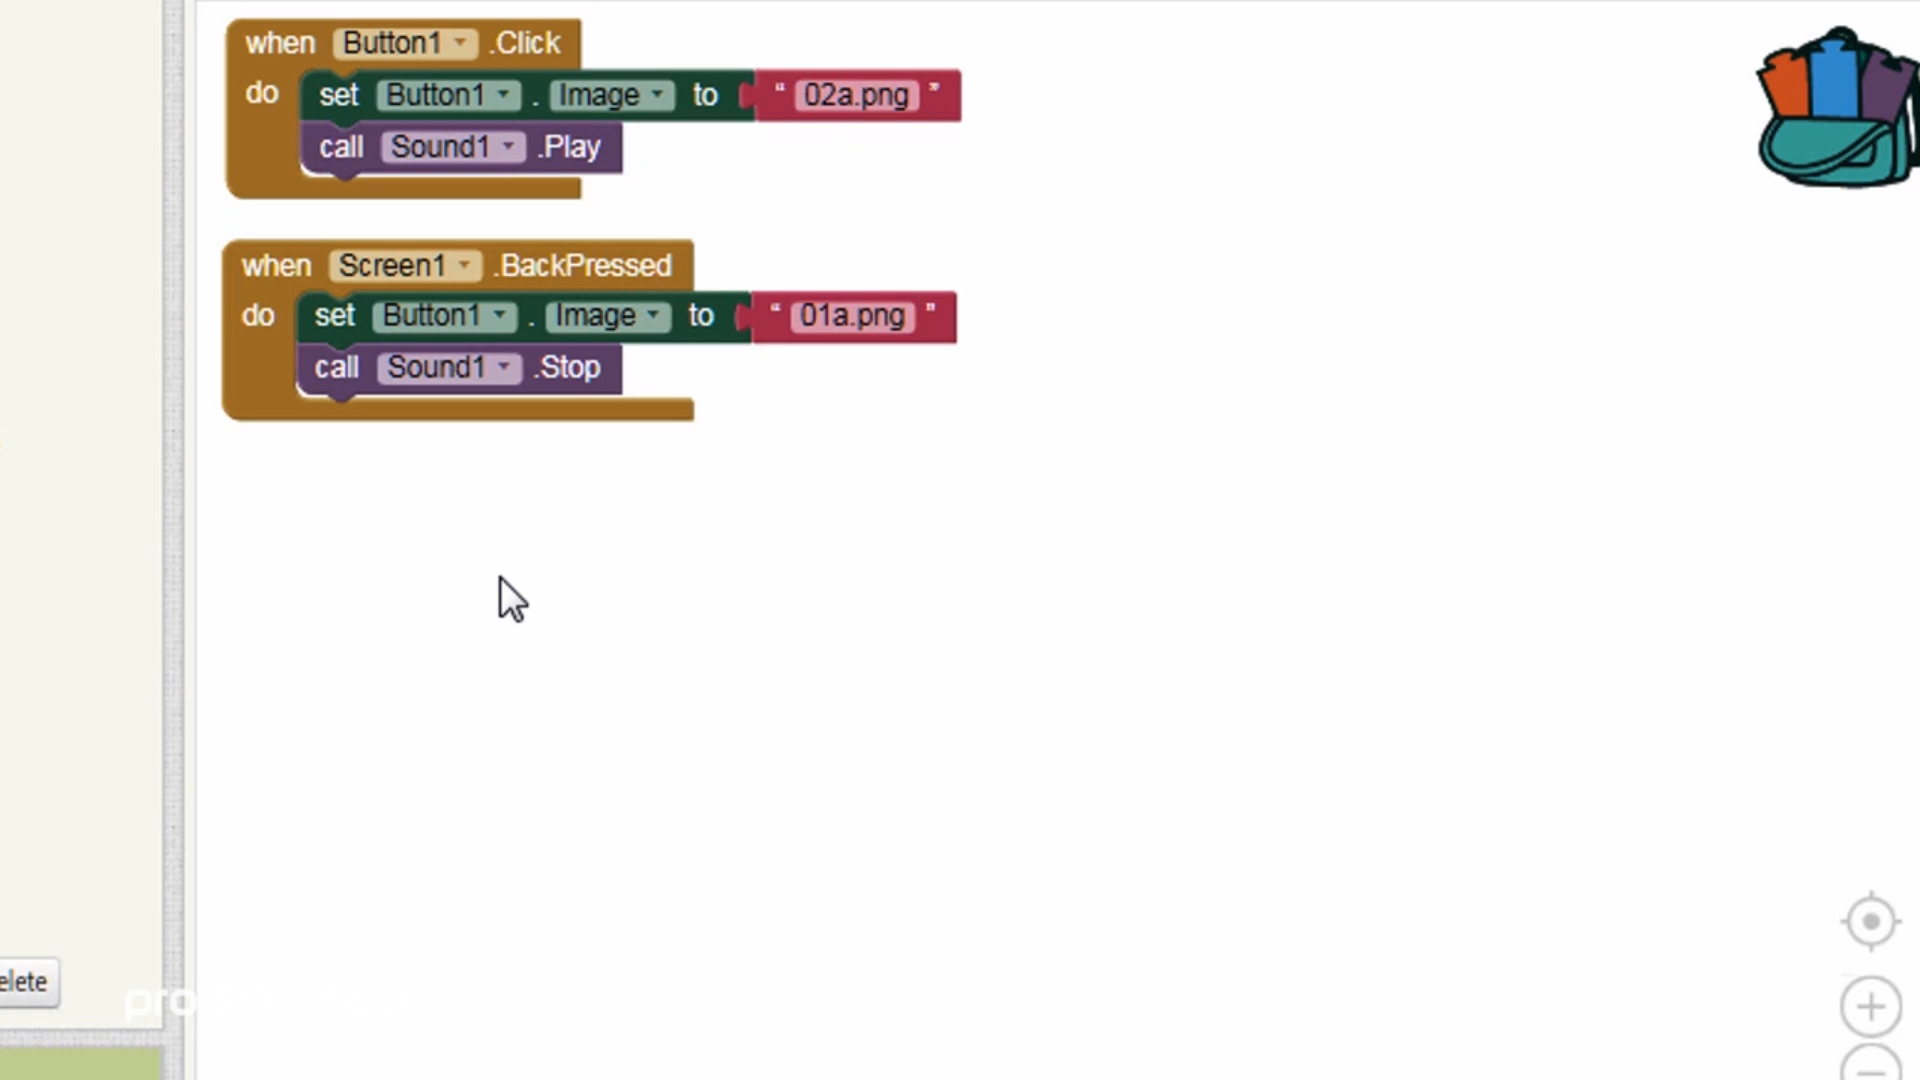 when Button1 .Click
do set Button1 . Image to “ 02a.png ”
call Sound1 .Play
when Screen1 .BackPressed
do set Button1 . Image to “ 01a.png ”
call Sound1 .Stop
elete